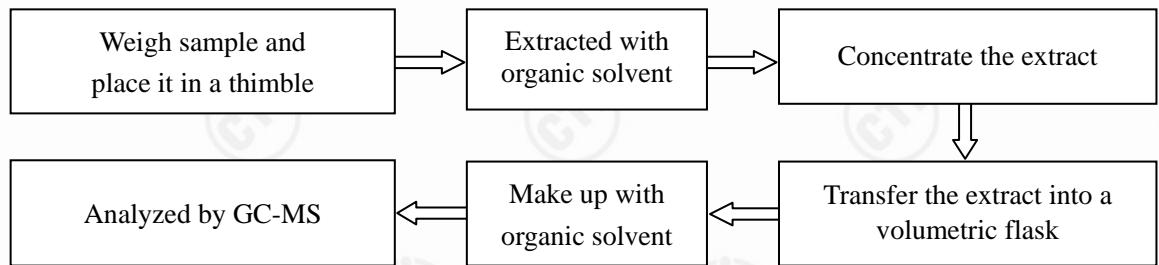 Weigh sample and
place it in a thimble
Extracted with
organic solvent
Concentrate the extract
Transfer the extract into a
volumetric flask
Make up with
organic solvent
Analyzed by GC-MS